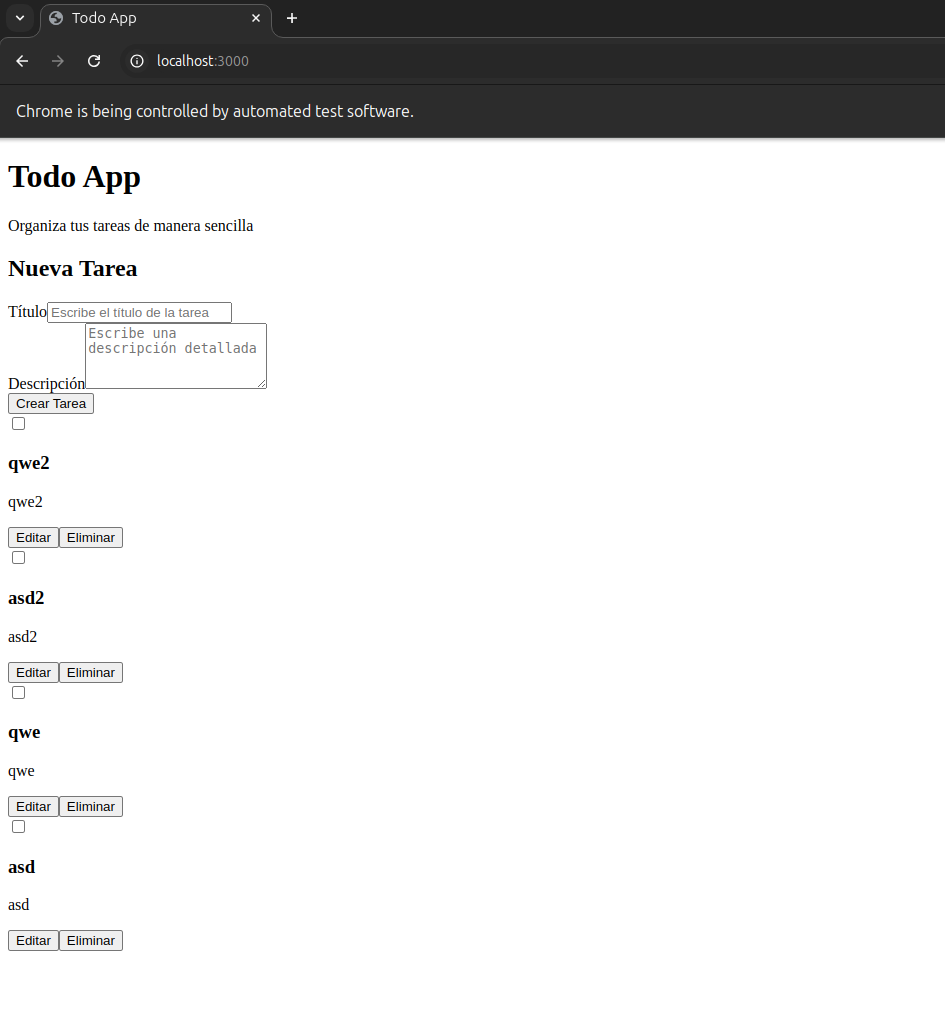 Todo App
localhost:3000
Chrome is being controlled by automated test software.
Todo App
Organiza tus tareas de manera sencilla
Nueva Tarea
Título Escribe el título de la tarea
Escribe una
descripción detallada
Descripción
Crear Tarea
qwe2
qwe2
Editar Eliminar
asd2
asd2
Editar Eliminar
qwe
qwe
Editar Eliminar
asd
asd
Editar Eliminar